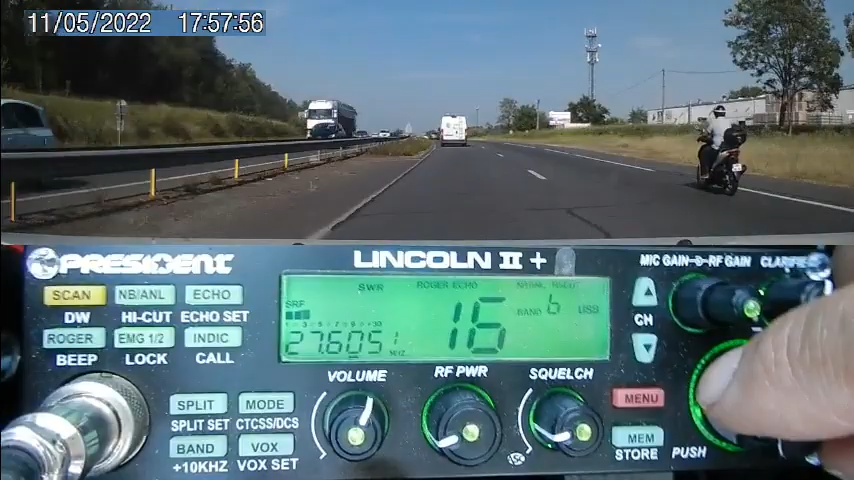 11/05/2022 17:57:56
PRESIDENT LINCOLN II + MIC GAIN RF GAIN CLARIFIER
SCAN NB/ANL ECHO
DW HI-CUT ECHO SET
ROGER EMG 1/2 INDIC
BEEP LOCK CALL
SWR ROGER ECHO
SRF 16 BAND b USB
27.6051 MHZ
CH
VOLUME RF PWR SQUELCH
MENU
SPLIT MODE
SPLIT SET CTCSS/DCS
BAND VOX
+10KHZ VOX SET
MEM
STORE PUSH